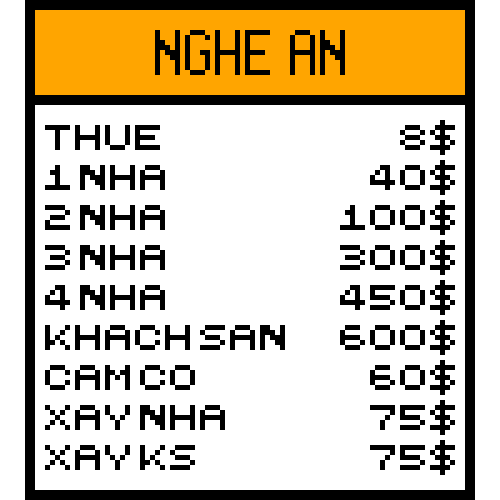 NGHE AN
THUE 8$
1 NHA 40$
2 NHA 100$
3 NHA 300$
4 NHA 450$
KHACH SAN 600$
CAM CO 60$
XAY NHA 75$
XAY KS 75$